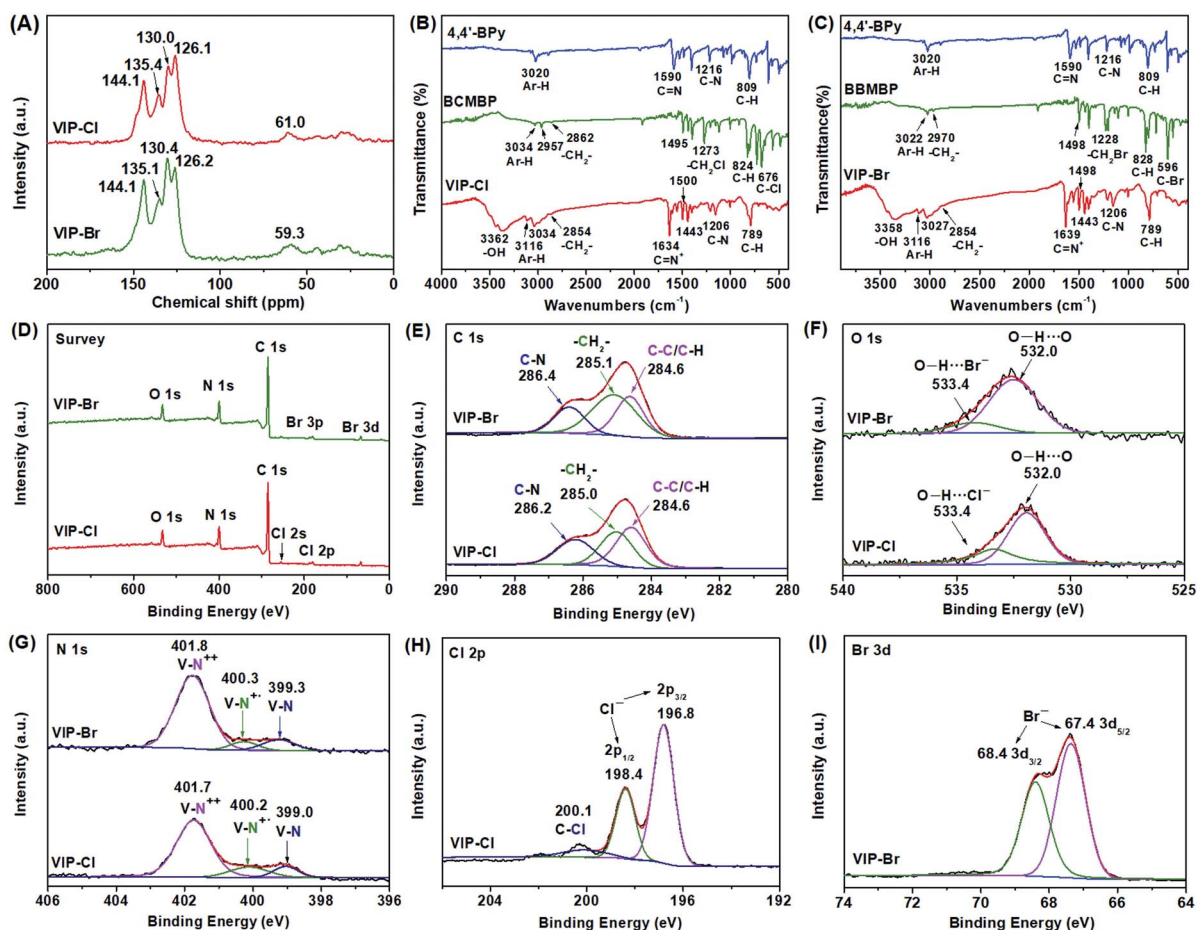 (A)
Intensity (a.u.)
130.0
126.1
135.4
144.1
VIP-Cl
61.0
130.4
135.1
126.2
144.1
VIP-Br
59.3
200 150 100 50 0
Chemical shift (ppm)
(B)
Transmittance (%)
4,4'-BPy
3020
Ar-H
1590
C=N
1216
C-N
809
C-H
BCMBP
3034
Ar-H
2957
2862
-CH₂-
1495
1273
-CH₂Cl
824
C-H
676
C-Cl
VIP-Cl
1500
3362
-OH
3116
Ar-H
3034
2854
-CH₂-
1634
C=N⁺
1443
1206
C-N
789
C-H
4000 3500 3000 2500 2000 1500 1000 500
Wavenumbers (cm⁻¹)
(C)
Transmittance(%)
4,4'-BPy
3020
Ar-H
1590
C=N
1216
C-N
809
C-H
BBMBP
3022
Ar-H
2970
-CH₂-
1498
1228
-CH₂Br
828
C-H
596
C-Br
VIP-Br
1498
3358
-OH
3116
Ar-H
3027
2854
-CH₂-
1639
C=N⁺
1443
1206
C-N
789
C-H
3500 3000 2500 2000 1500 1000 500
Wavenumbers (cm⁻¹)
(D)
Intensity (a.u.)
Survey
C 1s
O 1s
N 1s
VIP-Br
Br 3p
Br 3d
C 1s
O 1s
N 1s
VIP-Cl
Cl 2s
Cl 2p
800 700 600 500 400 300 200 100 0
Binding Energy (eV)
(E)
Intensity (a.u.)
C 1s
C-N
286.4
-CH₂-
285.1
C-C/C-H
284.6
VIP-Br
C-N
286.2
-CH₂-
285.0
C-C/C-H
284.6
VIP-Cl
290 288 286 284 282 280
Binding Energy (eV)
(F)
Intensity (a.u.)
O 1s
O–H···O
532.0
O–H···Br⁻
533.4
VIP-Br
O–H···O
532.0
O–H···Cl⁻
533.4
VIP-Cl
540 535 530 525
Binding Energy (eV)
(G)
Intensity (a.u.)
N 1s
401.8
V-N⁺⁺
400.3
V-N⁺·
399.3
V-N
VIP-Br
401.7
V-N⁺⁺
400.2
V-N⁺·
399.0
V-N
VIP-Cl
406 404 402 400 398 396
Binding Energy (eV)
(H)
Intensity (a.u.)
Cl 2p
Cl⁻
2p₃/₂
196.8
2p₁/₂
198.4
200.1
C-Cl
VIP-Cl
204 200 196 192
Binding Energy (eV)
(I)
Intensity (a.u.)
Br 3d
Br⁻
67.4 3d₅/₂
68.4 3d₃/₂
VIP-Br
74 72 70 68 66 64
Binding Energy (eV)